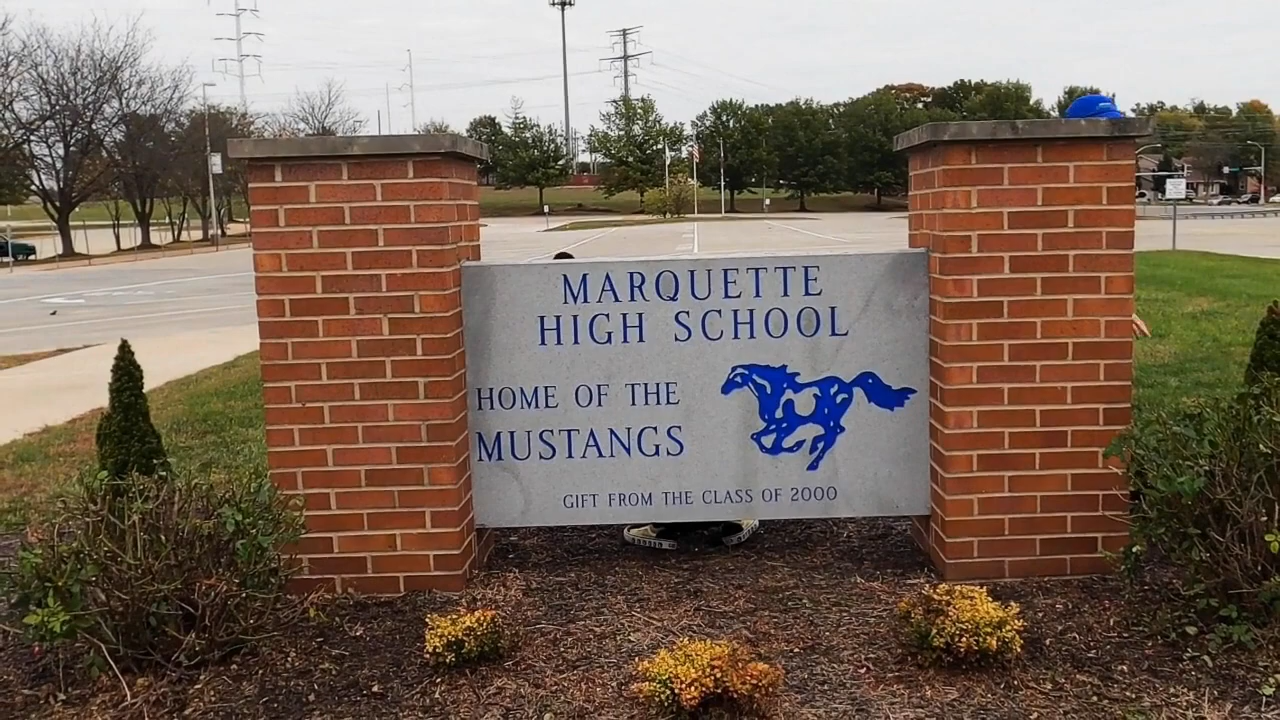 MARQUETTE
HIGH SCHOOL
HOME OF THE
MUSTANGS
GIFT FROM THE CLASS OF 2000